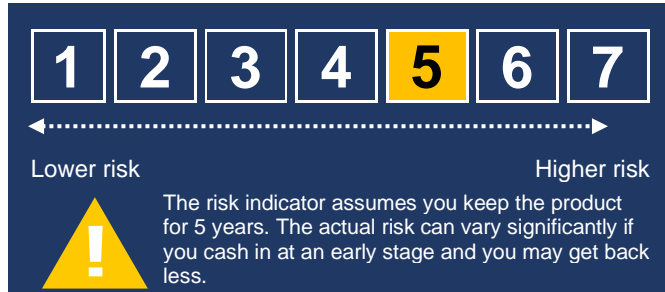 1 2 3 4 5 6 7
Lower risk Higher risk
! The risk indicator assumes you keep the product
for 5 years. The actual risk can vary significantly if
you cash in at an early stage and you may get back
less.